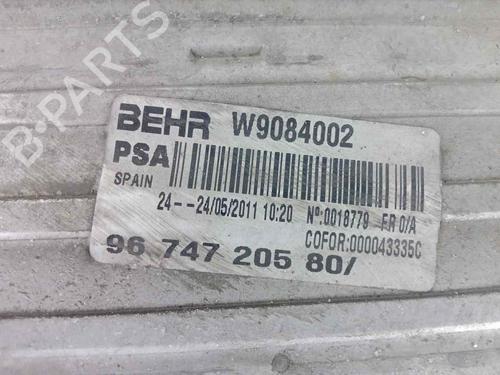 B-PARTS
BEHR W9084002
PSA
SPAIN
24--24/05/2011 10:20 Nº:0018779 F.R 0/A
COFOR:000043335C
96 747 205 80/